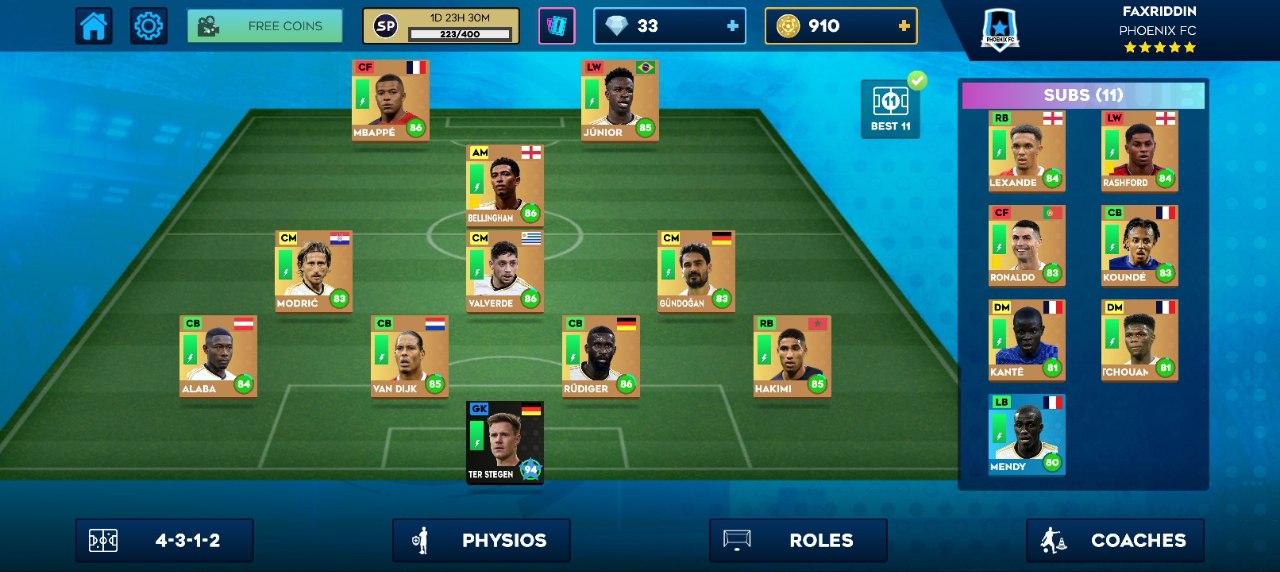 FREE COINS
SP
1D 23H 30M
223/400
33 +
910 +
PHOENIX FC
FAXRIDDIN
PHOENIX FC
11
BEST 11
SUBS (11)
CF
MBAPPÉ 86
LW
JÚNIOR 85
AM
BELLINGHAM 86
CM
MODRIĆ 83
CM
VALVERDE 86
CM
GÜNDOĞAN 83
CB
ALABA 84
CB
VAN DIJK 85
CB
RÜDIGER 86
RB
HAKIMI 85
GK
TER STEGEN 94
RB
LEXANDE 84
LW
RASHFORD 84
CF
RONALDO 83
CB
KOUNDÉ 83
DM
KANTÉ 81
DM
TCHOUAN 81
LB
MENDY 80
4-3-1-2
PHYSIOS
ROLES
COACHES